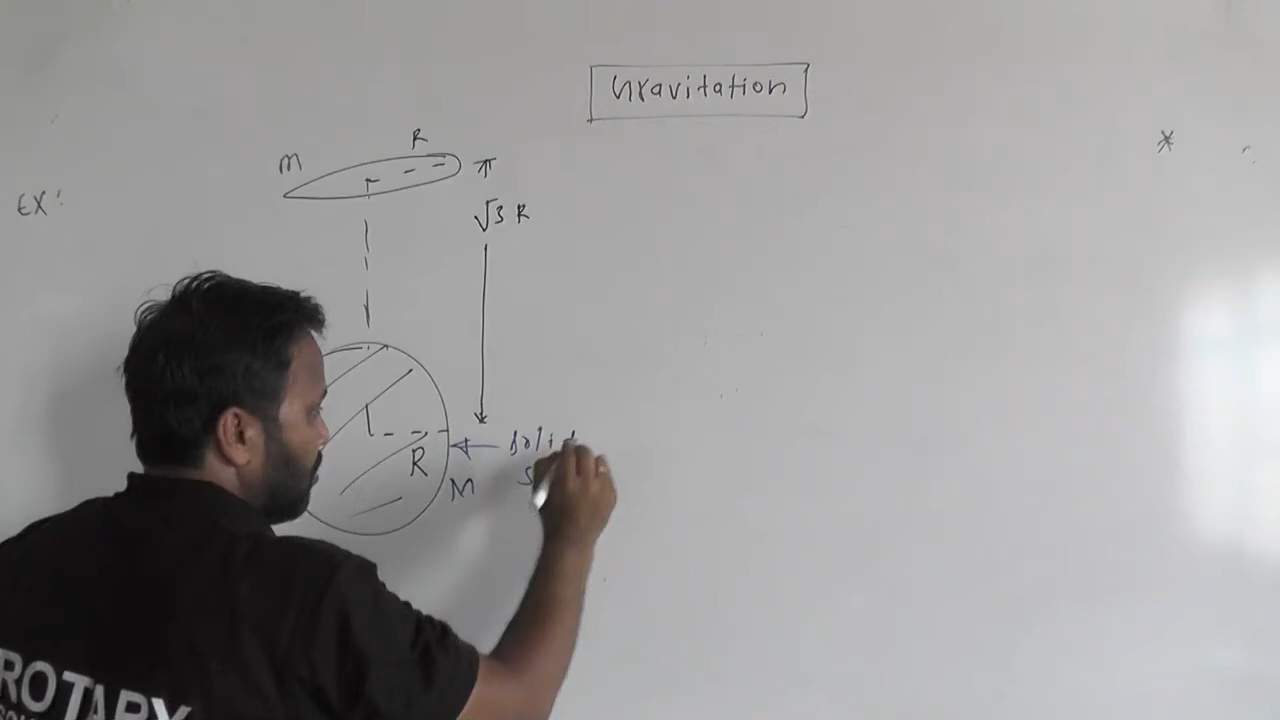 Gravitation
*
R
m
EX:
√3 R
R
M
solid
ROTARY